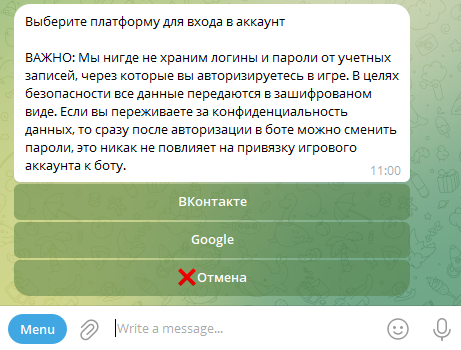 Выберите платформу для входа в аккаунт
ВАЖНО: Мы нигде не храним логины и пароли от учетных
записей, через которые вы авторизируетесь в игре. В целях
безопасности все данные передаются в зашифрованом
виде. Если вы переживаете за конфиденциальность
данных, то сразу после авторизации в боте можно сменить
пароли, это никак не повлияет на привязку игрового
аккаунта к боту.
11:00
ВКонтакте
Google
❌Отмена
Menu
Write a message...